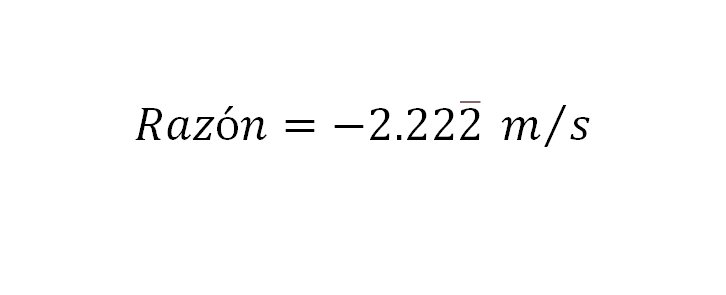 Razón = −2.222̅ m/s